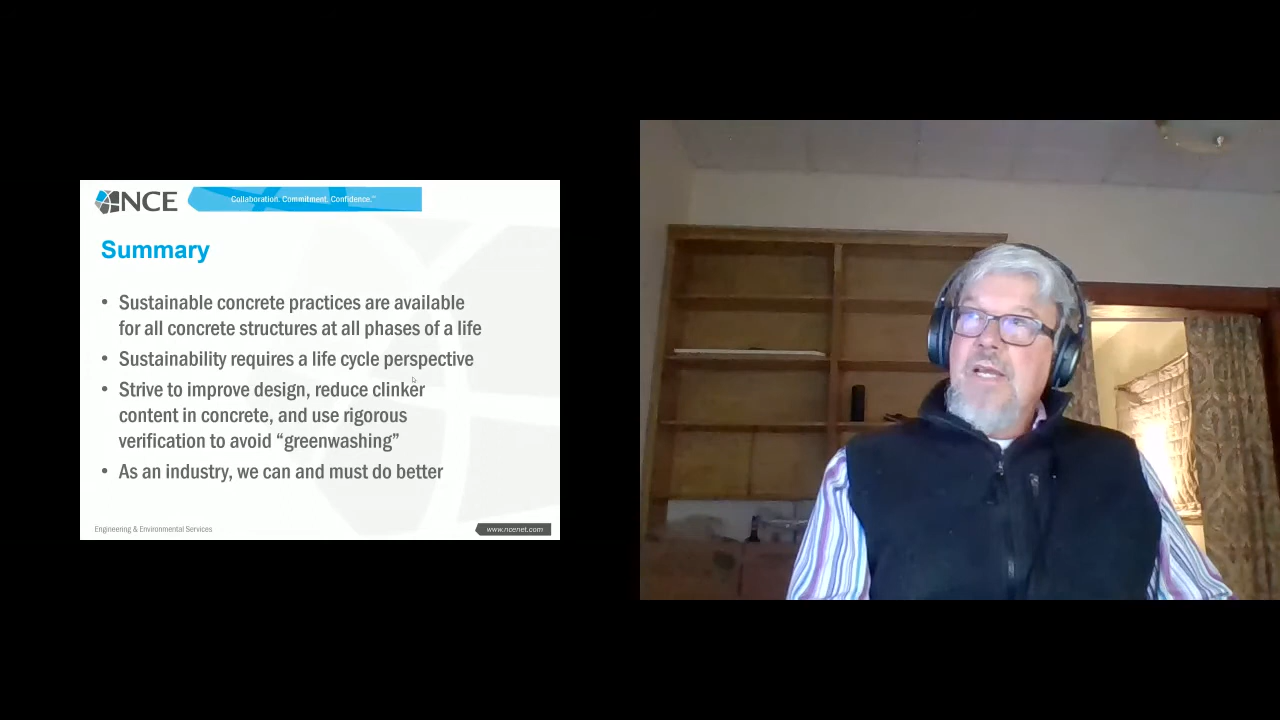 NCE
Collaboration. Commitment. Confidence.™
Summary
• Sustainable concrete practices are available
for all concrete structures at all phases of a life
• Sustainability requires a life cycle perspective
• Strive to improve design, reduce clinker
content in concrete, and use rigorous
verification to avoid “greenwashing”
• As an industry, we can and must do better
Engineering & Environmental Services
www.ncenet.com